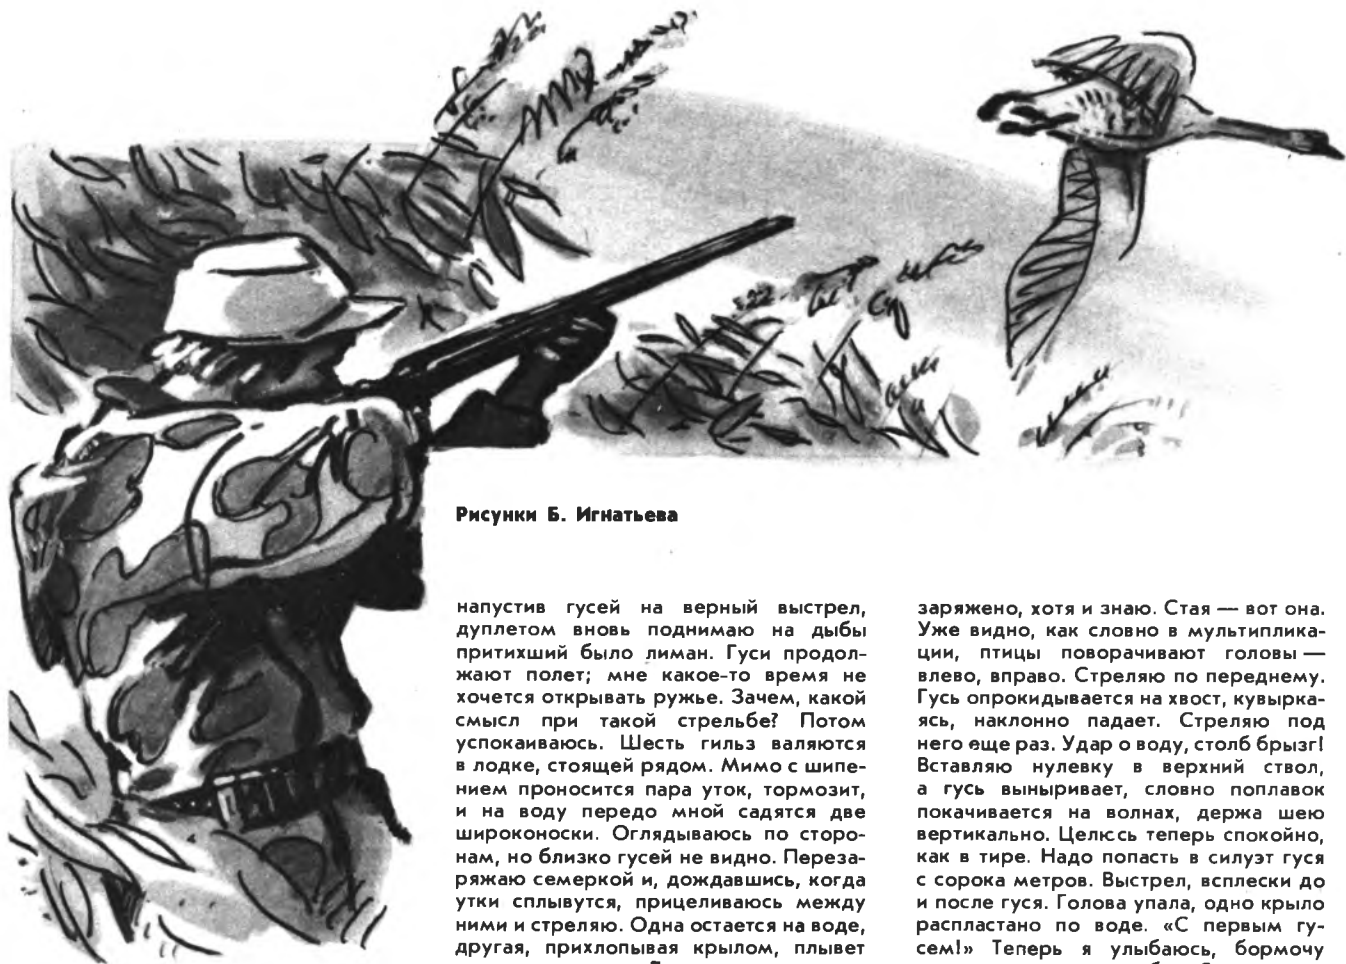 Рисунки Б. Игнатьева
напустив гусей на верный выстрел,
дуплетом вновь поднимаю на дыбы
притихший было лиман. Гуси продол-
жают полет; мне какое-то время не
хочется открывать ружье. Зачем, какой
смысл при такой стрельбе? Потом
успокаиваюсь. Шесть гильз валяются
в лодке, стоящей рядом. Мимо с шипе-
нием проносится пара уток, тормозит,
и на воду передо мной садятся две
широконоски. Оглядываюсь по сторо-
нам, но близко гусей не видно. Переза-
ряжаю семеркой и, дождавшись, когда
утки сплывутся, прицеливаюсь между
ними и стреляю. Одна остается на воде,
другая, прихлопывая крылом, плывет
заряжено, хотя и знаю. Стая — вот она.
Уже видно, как словно в мультиплика-
ции, птицы поворачивают головы —
влево, вправо. Стреляю по переднему.
Гусь опрокидывается на хвост, кувырка-
ясь, наклонно падает. Стреляю под
него еще раз. Удар о воду, столб брызг!
Вставляю нулевку в верхний ствол,
а гусь выныривает, словно поплавок
покачивается на волнах, держа шею
вертикально. Целюсь теперь спокойно,
как в тире. Надо попасть в силуэт гуся
с сорока метров. Выстрел, всплески до
и после гуся. Голова упала, одно крыло
распластано по воде. «С первым гу-
сем!» Теперь я улыбаюсь, бормочу